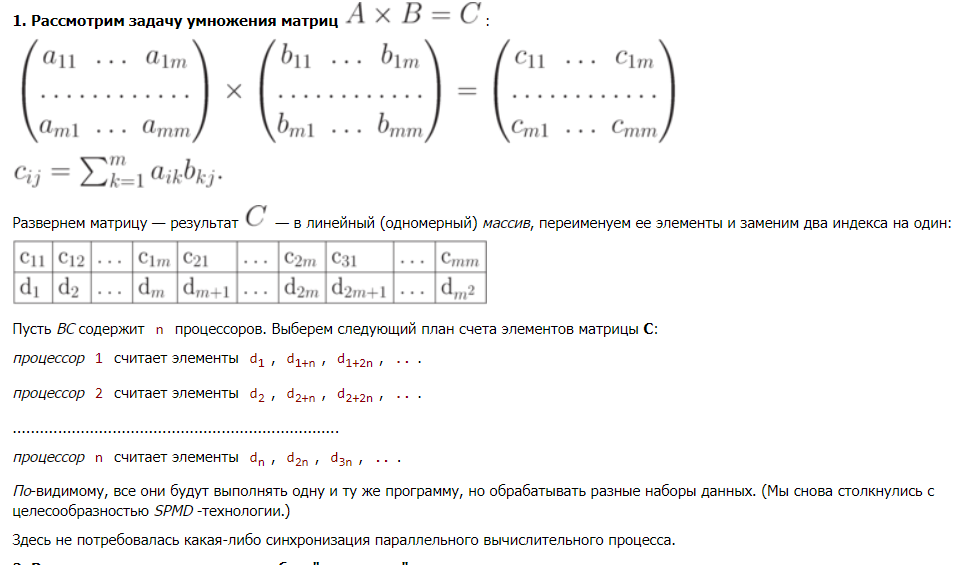 1. Рассмотрим задачу умножения матриц A × B = C :
a11 ... a1m b11 ... b1m c11 ... c1m
............ × ............ = ............
am1 ... amm bm1 ... bmm cm1 ... cmm
cij = ∑k=1m aikbkj.
Развернем матрицу — результат C — в линейный (одномерный) массив, переименуем ее элементы и заменим два индекса на один:
c11 c12 ... c1m c21 ... c2m c31 ... cmm
d1 d2 ... dm dm+1 ... d2m d2m+1 ... dm2
Пусть ВС содержит n процессоров. Выберем следующий план счета элементов матрицы С:
процессор 1 считает элементы d1 , d1+n , d1+2n , ...
процессор 2 считает элементы d2 , d2+n , d2+2n , ...
..........................................................................
процессор n считает элементы dn , d2n , d3n , ...
По-видимому, все они будут выполнять одну и ту же программу, но обрабатывать разные наборы данных. (Мы снова столкнулись с
целесообразностью SPMD -технологии.)
Здесь не потребовалась какая-либо синхронизация параллельного вычислительного процесса.